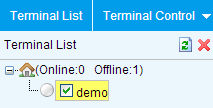 Terminal List Terminal Control
Terminal List
(Online:0 Offline:1)
demo